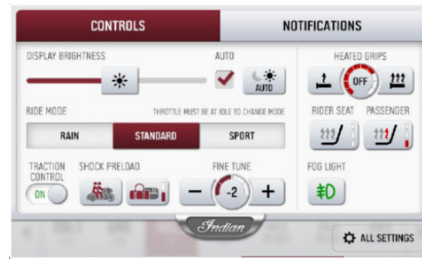 CONTROLS
NOTIFICATIONS
DISPLAY BRIGHTNESS
AUTO
AUTO
HEATED GRIPS
OFF
RIDE MODE
THROTTLE MUST BE AT IDLE TO CHANGE MODE
RAIN
STANDARD
SPORT
RIDER SEAT
PASSENGER
TRACTION CONTROL
ON
SHOCK PRELOAD
FINE TUNE
-2
FOG LIGHT
Indian
ALL SETTINGS